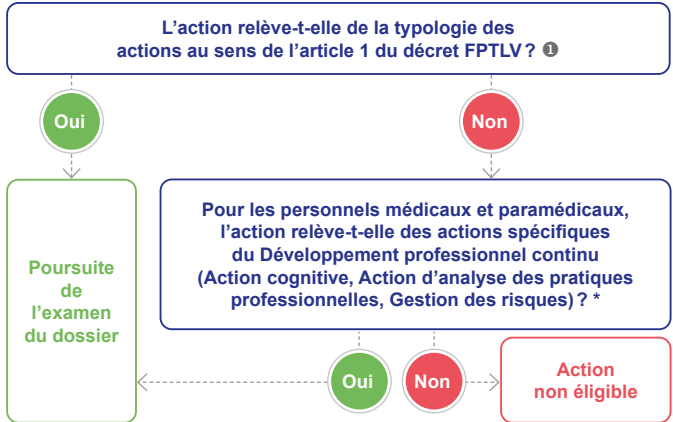 L’action relève-t-elle de la typologie des
actions au sens de l’article 1 du décret FPTLV ? ❶
Oui
Non
Poursuite
de
l’examen
du dossier
Pour les personnels médicaux et paramédicaux,
l’action relève-t-elle des actions spécifiques
du Développement professionnel continu
(Action cognitive, Action d’analyse des pratiques
professionnelles, Gestion des risques) ? *
Oui
Non
Action
non éligible